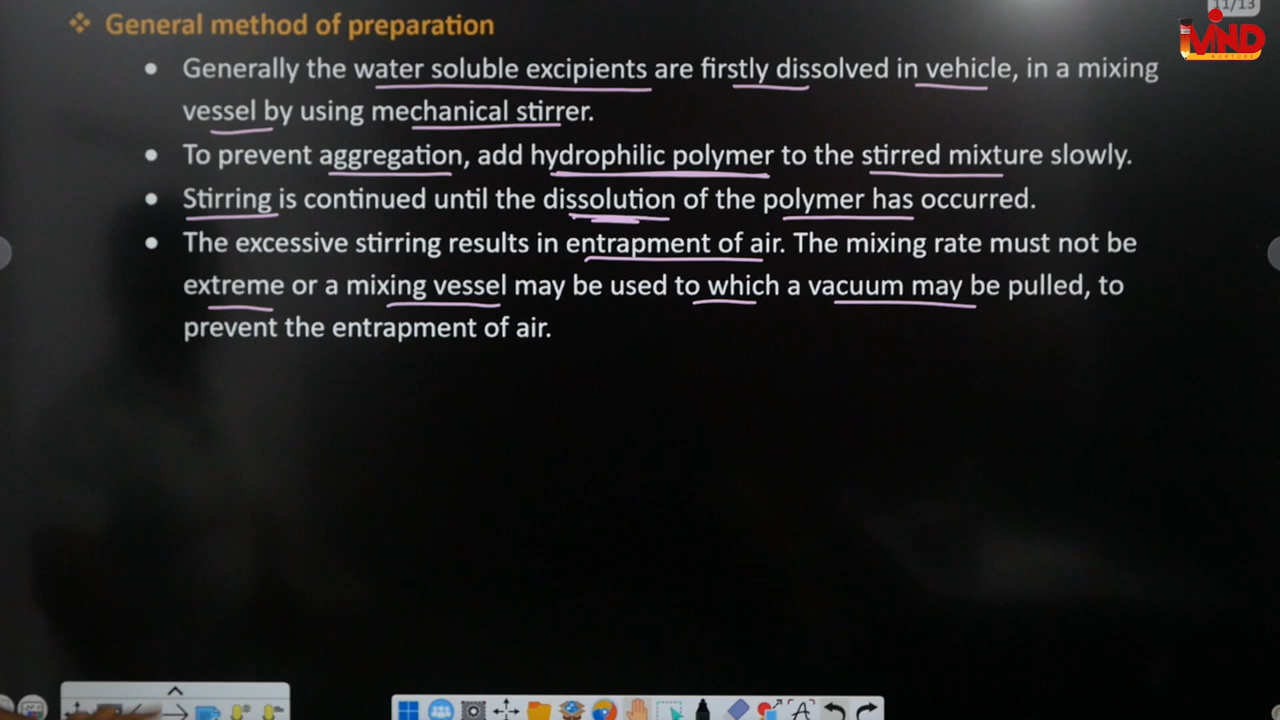 11/13
MIND
NURTURE
❖ General method of preparation
• Generally the water soluble excipients are firstly dissolved in vehicle, in a mixing
vessel by using mechanical stirrer.
• To prevent aggregation, add hydrophilic polymer to the stirred mixture slowly.
• Stirring is continued until the dissolution of the polymer has occurred.
• The excessive stirring results in entrapment of air. The mixing rate must not be
extreme or a mixing vessel may be used to which a vacuum may be pulled, to
prevent the entrapment of air.